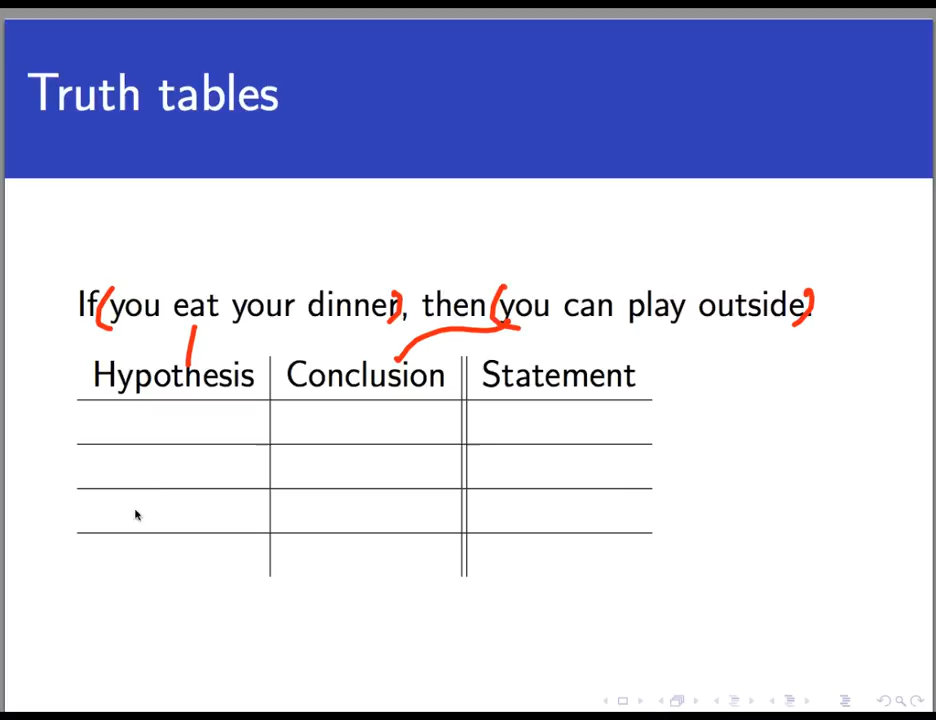 Truth tables
If (you eat your dinner), then (you can play outside.)
Hypothesis Conclusion Statement